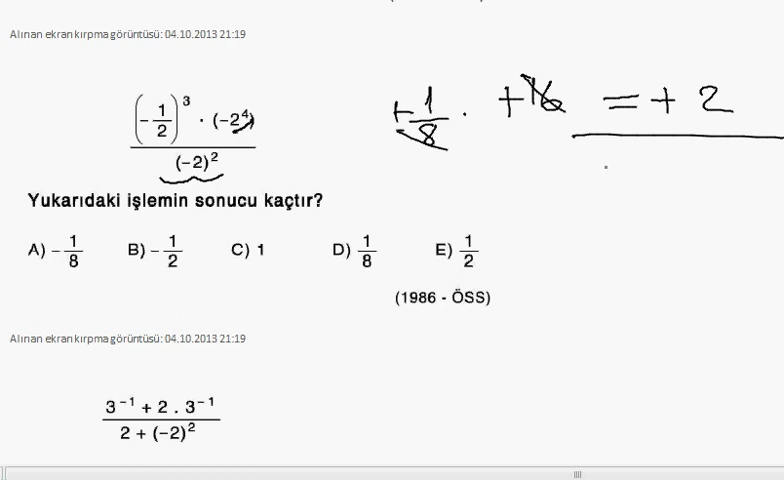 Alınan ekran kırpma görüntüsü: 04.10.2013 21:19
(-1/2)³ . (-2⁴)
(-2)²
+1/8 . +16 = + 2
Yukarıdaki işlemin sonucu kaçtır?
A) -1/8 B) -1/2 C) 1 D) 1/8 E) 1/2
(1986 - ÖSS)
Alınan ekran kırpma görüntüsü: 04.10.2013 21:19
3⁻¹ + 2 . 3⁻¹
2 + (-2)²